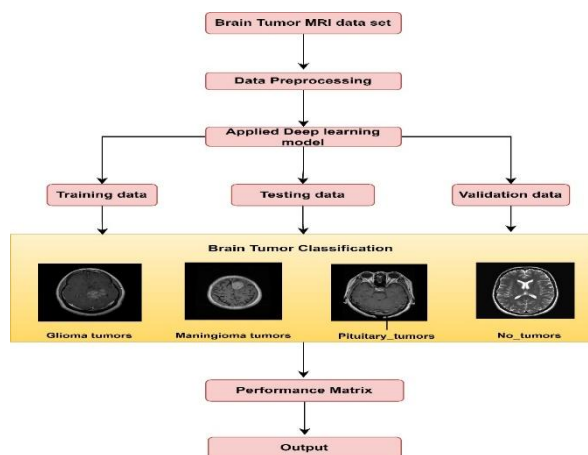 Brain Tumor MRI data set
Data Preprocessing
Applied Deep learning
model
Training data
Testing data
Validation data
Brain Tumor Classification
Glioma tumors
Maningioma tumors
Pituitary_tumors
No_tumors
Performance Matrix
Output